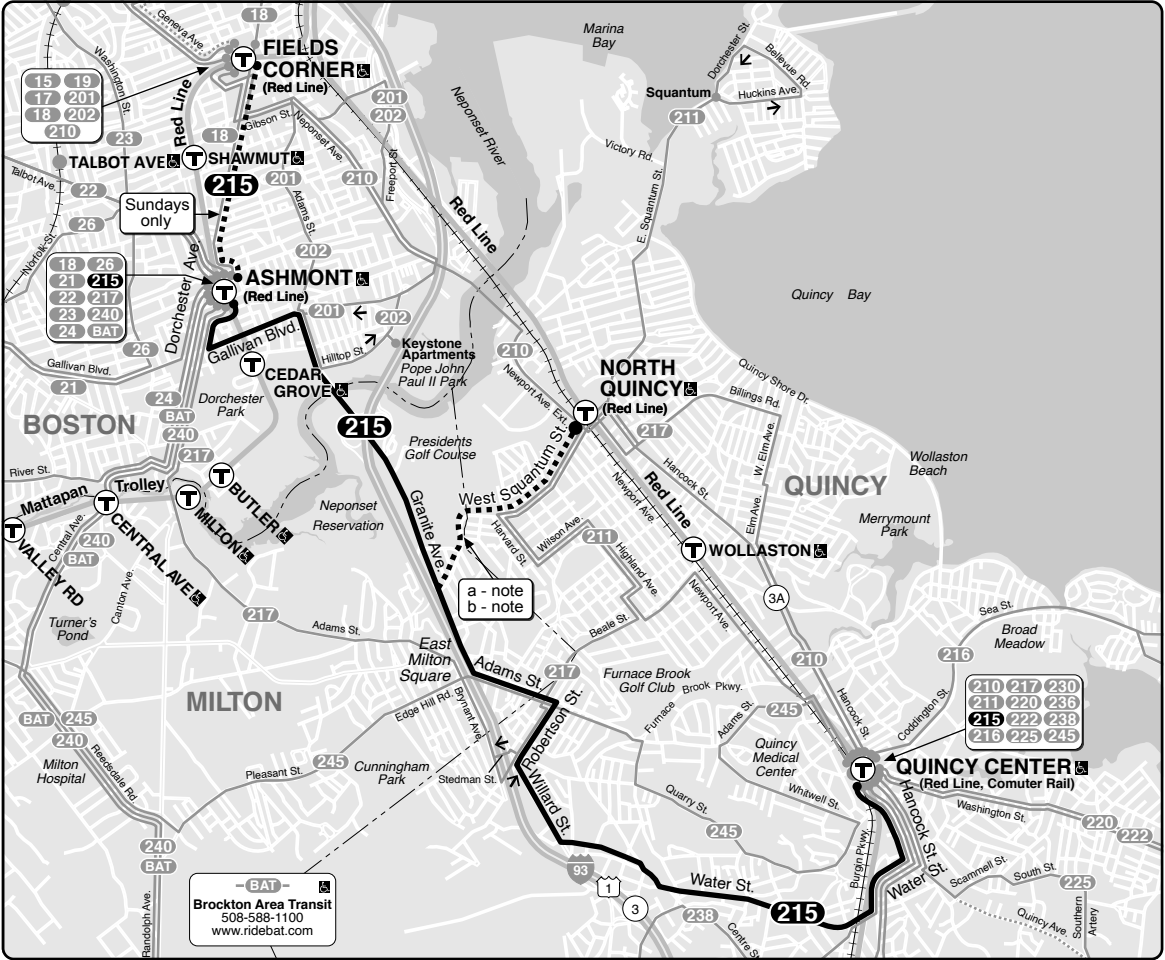 18
Geneva Ave.
FIELDS
CORNER
(Red Line)
15 19
17 201
18 202
210
Washington St.
Red Line
23
18
Gibson St.
Neponset Ave.
201
202
TALBOT AVE
SHAWMUT
Talbot Ave.
22
215
201
210
Freeport St
Adams St.
Sundays
only
26
Norfolk St.
202
18 26
21 215
22 217
23 240
24 BAT
Dorchester Ave.
ASHMONT
(Red Line)
Gallivan Blvd.
201
202
Hilltop St.
Keystone
Apartments
Pope John
Paul II Park
26
Gallivan Blvd.
21
CEDAR
GROVE
Dorchester
Park
24
BAT
240
217
BOSTON
215
Presidents
Golf Course
River St.
Mattapan
Trolley
BUTLER
MILTON
CENTRAL AVE
VALLEY RD
Central Ave.
240
BAT
Canton Ave.
Turner's
Pond
Neponset
Reservation
Granite Ave.
217
Adams St.
East
Milton
Square
MILTON
Marina
Bay
Neponset River
Red Line
Dorchester St.
Bellevue Rd.
Huckins Ave.
Squantum
211
Victory Rd.
E. Squantum St.
Quincy Bay
210
Newport Ave. Ext.
NORTH
QUINCY
(Red Line)
Quincy Shore Dr.
Billings Rd.
217
W. Elm Ave.
Elm Ave.
Hancock St.
QUINCY
Wollaston
Beach
Merrymount
Park
West Squantum St.
Red Line
Newport Ave.
Harvard St.
Wilson Ave.
211
Highland Ave.
WOLLASTON
a - note
b - note
3A
Newport Ave.
Beale St.
Sea St.
Broad
Meadow
216
210
Coddington St.
Hancock St.
Adams St.
217
Furnace Brook
Golf Club
Furnace
Brook Pkwy.
Adams St.
245
Robertson St.
Edge Hill Rd.
Brynant Ave.
Quincy
Medical
Center
210 217 230
211 220 236
215 222 238
216 225 245
QUINCY CENTER
(Red Line, Comuter Rail)
BAT
245
240
Milton
Hospital
Reedsdale Rd
Pleasant St.
245
Cunningham
Park
Stedman St.
Willard St.
Quarry St.
245
Whitwell St.
Hancock St.
Washington St.
220
222
240
BAT
Randolph Ave.
93
1
3
Water St.
215
Burgin Pkwy.
Water St.
Scammell St.
South St.
225
Quincy Ave.
Southern
Artery
238
Centre St.
BAT
Brockton Area Transit
508-588-1100
www.ridebat.com